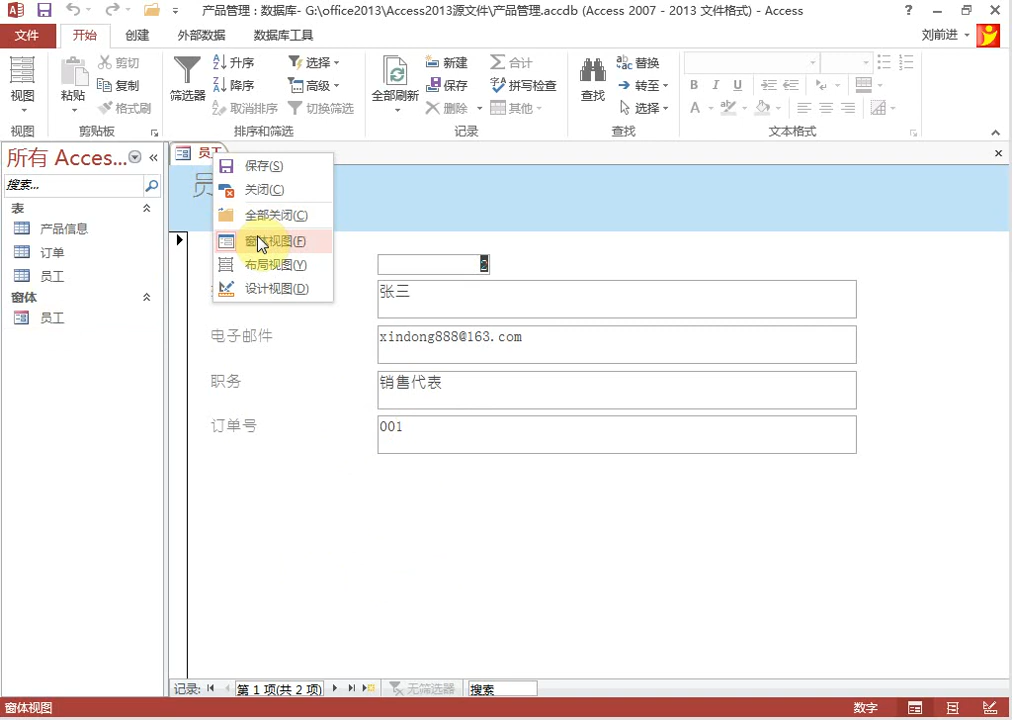 产品管理 : 数据库- G:\office2013\Access2013源文件\产品管理.accdb (Access 2007 - 2013 文件格式) - Access
文件 开始 创建 外部数据 数据库工具 刘前进
视图 粘贴 剪切 复制 格式刷
筛选器 升序 降序 取消排序 选择 高级 切换筛选
全部刷新 新建 保存 删除 合计 拼写检查 其他
查找 替换 转至 选择
B I U A
视图 剪贴板 排序和筛选 记录 查找 文本格式
所有 Acces...
搜索...
表
产品信息
订单
员工
窗体
员工
员工
保存(S)
关闭(C)
全部关闭(C)
窗体视图(F)
布局视图(Y)
设计视图(D)
员
2
张三
电子邮件 xindong888@163.com
职务 销售代表
订单号 001
记录: 第 1 项(共 2 项) 无筛选器 搜索
窗体视图 数字